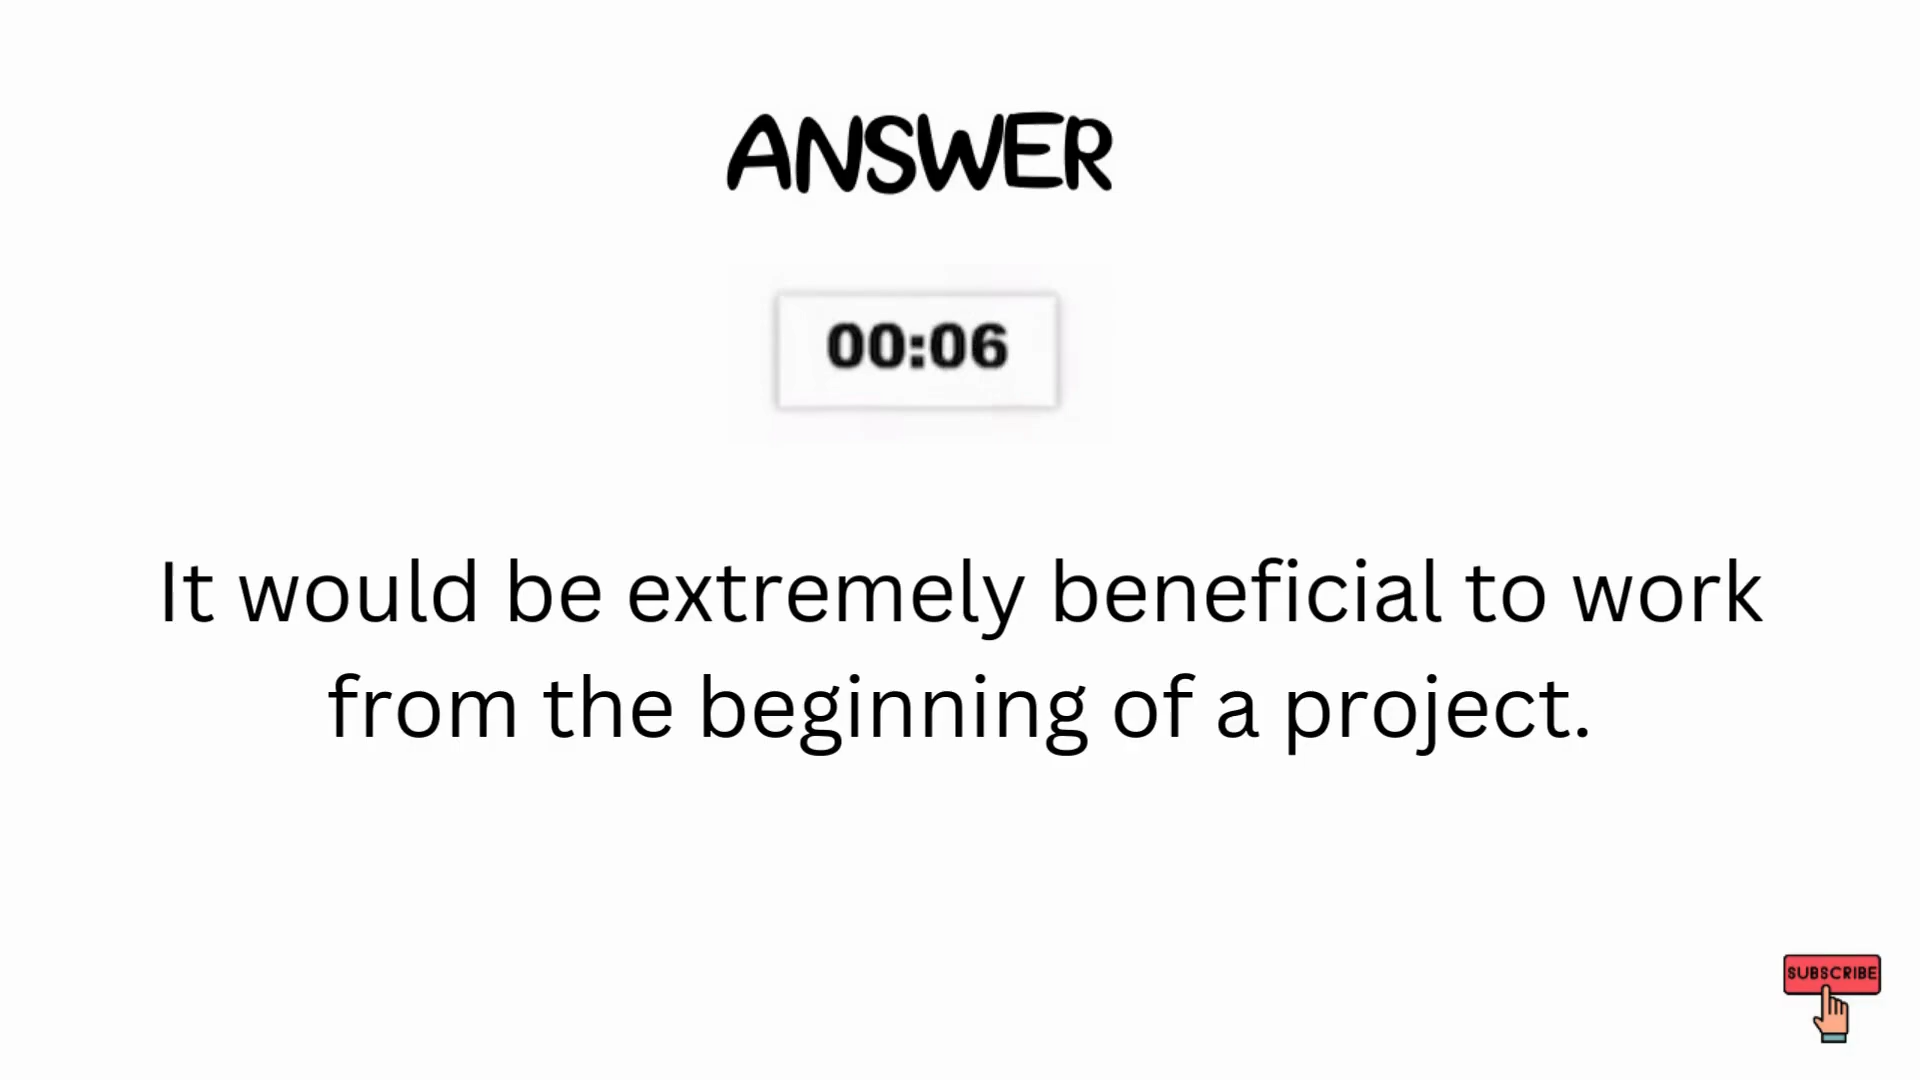 ANSWER
00:06
It would be extremely beneficial to work
from the beginning of a project.
SUBSCRIBE